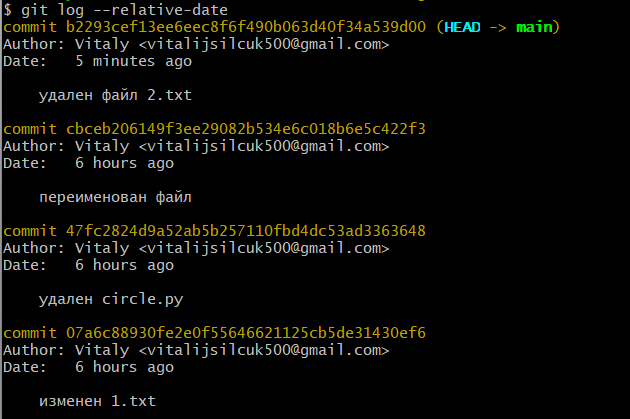 $ git log --relative-date
commit b2293cef13ee6eec8f6f490b063d40f34a539d00 (HEAD -> main)
Author: Vitaly <vitalijsilcuk500@gmail.com>
Date:   5 minutes ago
удален файл 2.txt
commit cbceb206149f3ee29082b534e6c018b6e5c422f3
Author: Vitaly <vitalijsilcuk500@gmail.com>
Date:   6 hours ago
переименован файл
commit 47fc2824d9a52ab5b257110fbd4dc53ad3363648
Author: Vitaly <vitalijsilcuk500@gmail.com>
Date:   6 hours ago
удален circle.py
commit 07a6c88930fe2e0f55646621125cb5de31430ef6
Author: Vitaly <vitalijsilcuk500@gmail.com>
Date:   6 hours ago
изменен 1.txt